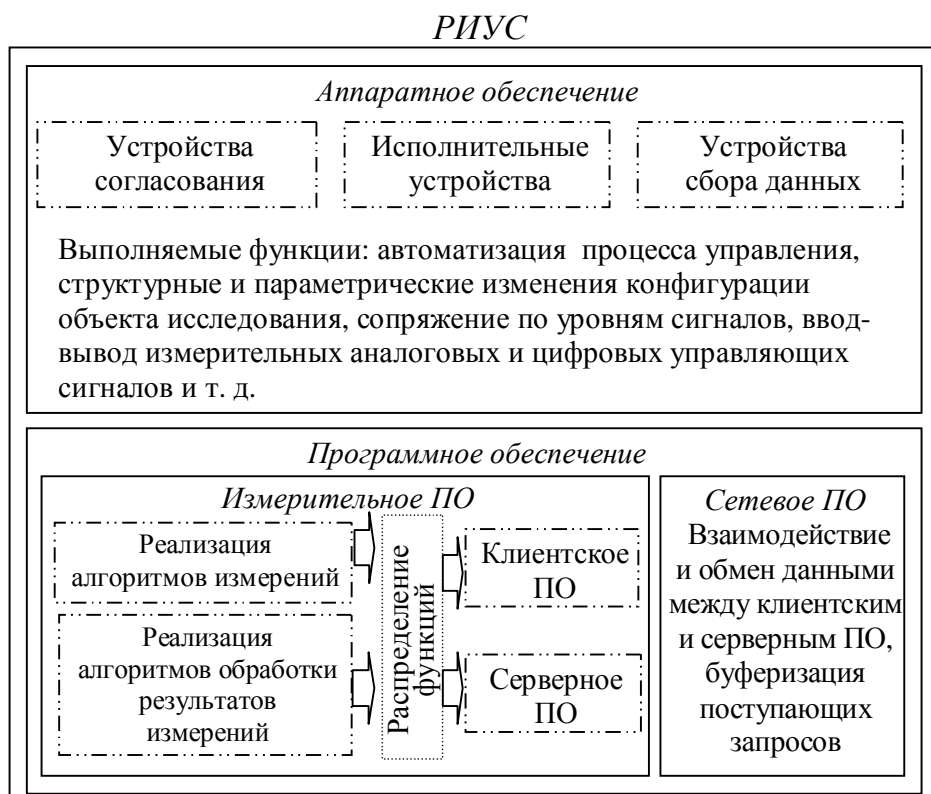 РИУС
Аппаратное обеспечение
Устройства
согласования
Исполнительные
устройства
Устройства
сбора данных
Выполняемые функции: автоматизация процесса управления,
структурные и параметрические изменения конфигурации
объекта исследования, сопряжение по уровням сигналов, ввод-
вывод измерительных аналоговых и цифровых управляющих
сигналов и т. д.
Программное обеспечение
Измерительное ПО
Реализация
алгоритмов измерений
Реализация
алгоритмов обработки
результатов
измерений
Распределение
функций
Клиентское
ПО
Серверное
ПО
Сетевое ПО
Взаимодействие
и обмен данными
между клиентским
и серверным ПО,
буферизация
поступающих
запросов